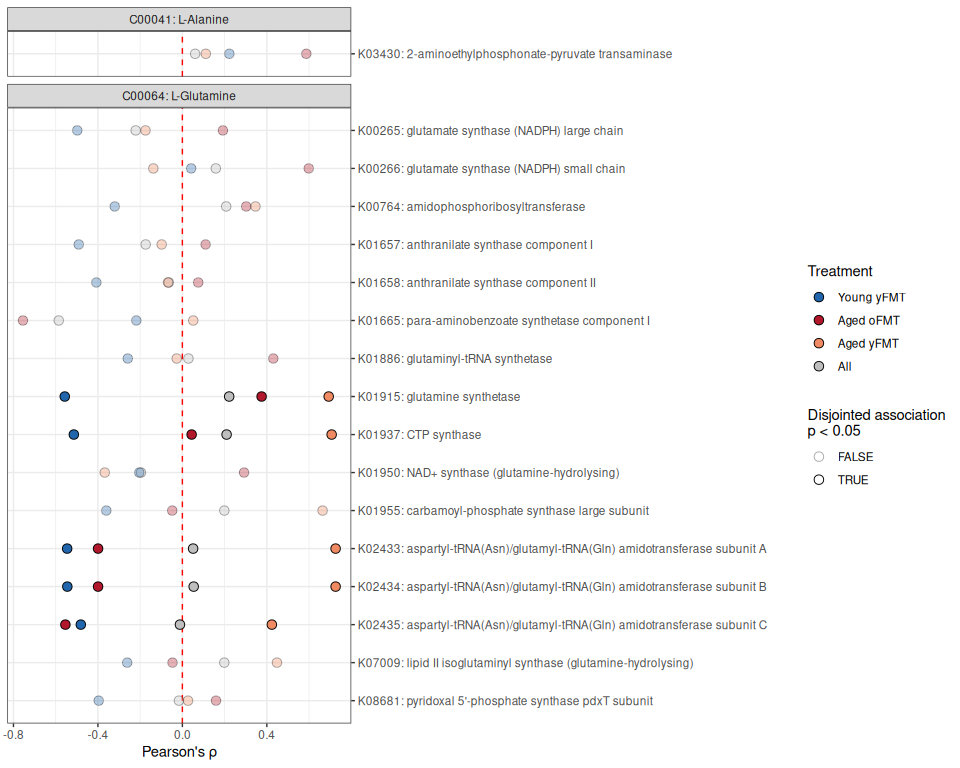 C00041: L-Alanine
K03430: 2-aminoethylphosphonate-pyruvate transaminase
C00064: L-Glutamine
K00265: glutamate synthase (NADPH) large chain
K00266: glutamate synthase (NADPH) small chain
K00764: amidophosphoribosyltransferase
K01657: anthranilate synthase component I
K01658: anthranilate synthase component II
K01665: para-aminobenzoate synthetase component I
K01886: glutaminyl-tRNA synthetase
K01915: glutamine synthetase
K01937: CTP synthase
K01950: NAD+ synthase (glutamine-hydrolysing)
K01955: carbamoyl-phosphate synthase large subunit
K02433: aspartyl-tRNA(Asn)/glutamyl-tRNA(Gln) amidotransferase subunit A
K02434: aspartyl-tRNA(Asn)/glutamyl-tRNA(Gln) amidotransferase subunit B
K02435: aspartyl-tRNA(Asn)/glutamyl-tRNA(Gln) amidotransferase subunit C
K07009: lipid II isoglutaminyl synthase (glutamine-hydrolysing)
K08681: pyridoxal 5'-phosphate synthase pdxT subunit
-0.8 -0.4 0.0 0.4
Pearson's ρ
Treatment
Young yFMT
Aged oFMT
Aged yFMT
All
Disjointed association
p < 0.05
FALSE
TRUE